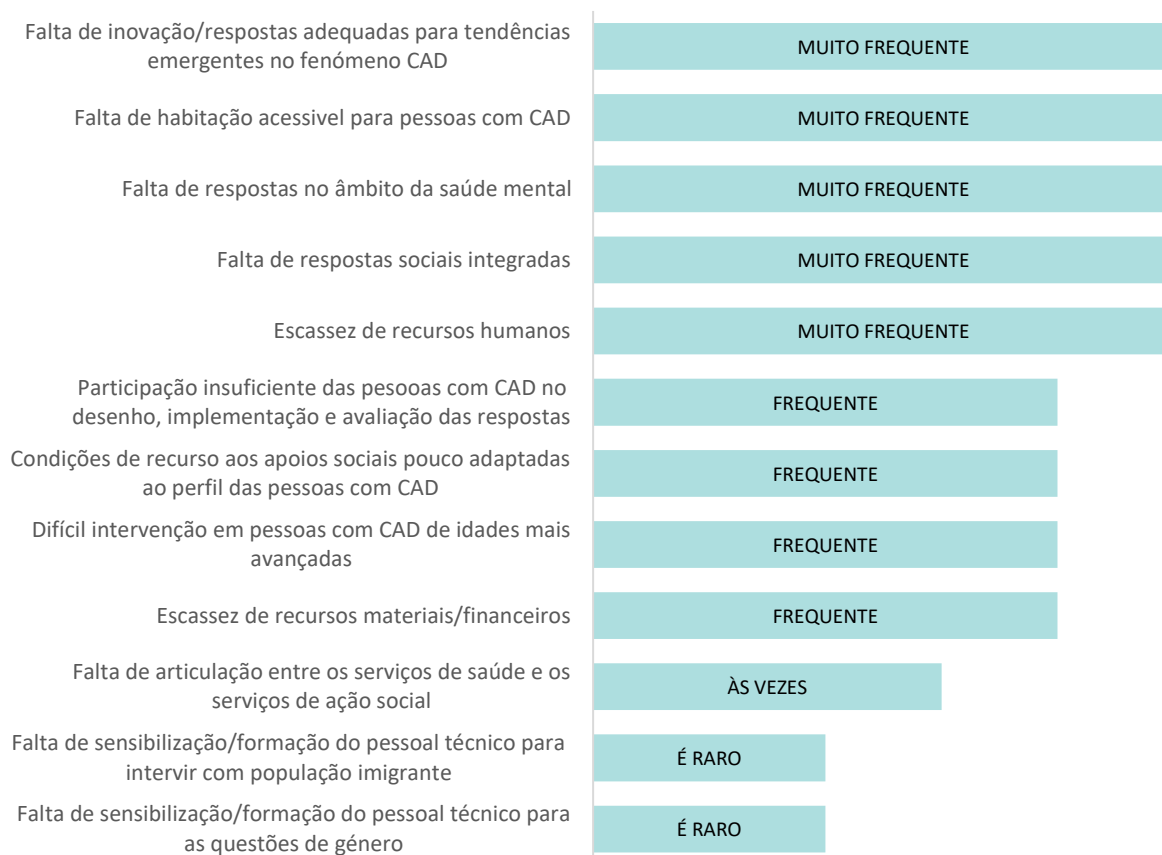 Falta de inovação/respostas adequadas para tendências
emergentes no fenómeno CAD
MUITO FREQUENTE
Falta de habitação acessivel para pessoas com CAD
MUITO FREQUENTE
Falta de respostas no âmbito da saúde mental
MUITO FREQUENTE
Falta de respostas sociais integradas
MUITO FREQUENTE
Escassez de recursos humanos
MUITO FREQUENTE
Participação insuficiente das pesooas com CAD no
desenho, implementação e avaliação das respostas
FREQUENTE
Condições de recurso aos apoios sociais pouco adaptadas
ao perfil das pessoas com CAD
FREQUENTE
Difícil intervenção em pessoas com CAD de idades mais
avançadas
FREQUENTE
Escassez de recursos materiais/financeiros
FREQUENTE
Falta de articulação entre os serviços de saúde e os
serviços de ação social
ÀS VEZES
Falta de sensibilização/formação do pessoal técnico para
intervir com população imigrante
É RARO
Falta de sensibilização/formação do pessoal técnico para
as questões de género
É RARO